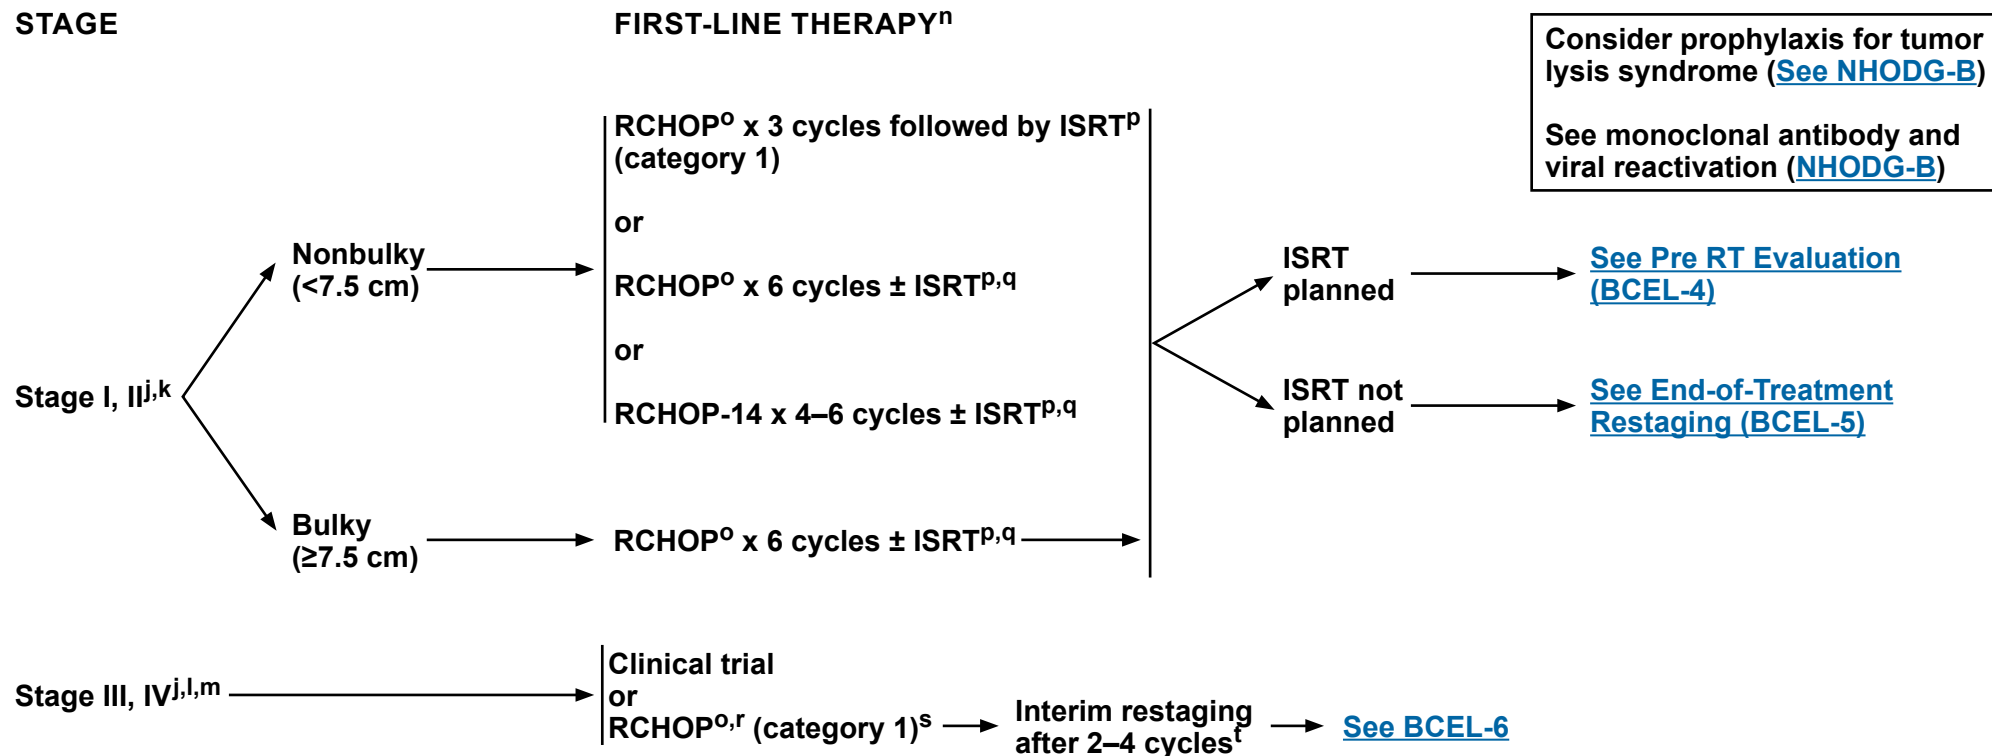 STAGE
FIRST-LINE THERAPYⁿ
Consider prophylaxis for tumor
lysis syndrome (See NHODG-B)
See monoclonal antibody and
viral reactivation (NHODG-B)
Stage I, IIj,k
Nonbulky
(<7.5 cm)
RCHOPo x 3 cycles followed by ISRTp
(category 1)
or
RCHOPo x 6 cycles ± ISRTp,q
or
RCHOP-14 x 4–6 cycles ± ISRTp,q
Bulky
(≥7.5 cm)
RCHOPo x 6 cycles ± ISRTp,q
ISRT
planned
See Pre RT Evaluation
(BCEL-4)
ISRT not
planned
See End-of-Treatment
Restaging (BCEL-5)
Stage III, IVj,l,m
Clinical trial
or
RCHOPo,r (category 1)s
Interim restaging
after 2–4 cyclest
See BCEL-6